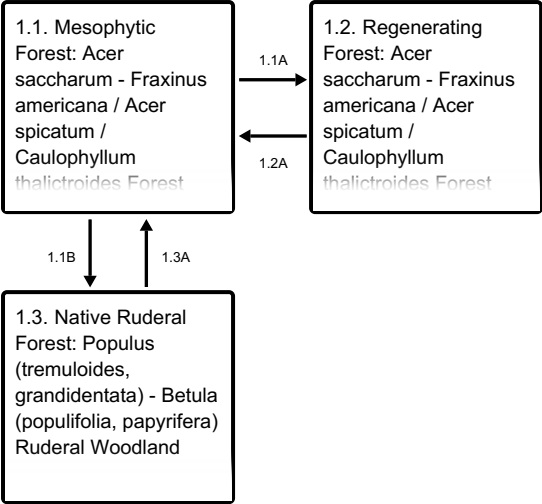 1.1. Mesophytic
Forest: Acer
saccharum - Fraxinus
americana / Acer
spicatum /
Caulophyllum
thalictroides Forest
1.1A
1.2A
1.2. Regenerating
Forest: Acer
saccharum - Fraxinus
americana / Acer
spicatum /
Caulophyllum
thalictroides Forest
1.1B
1.3A
1.3. Native Ruderal
Forest: Populus
(tremuloides,
grandidentata) - Betula
(populifolia, papyrifera)
Ruderal Woodland